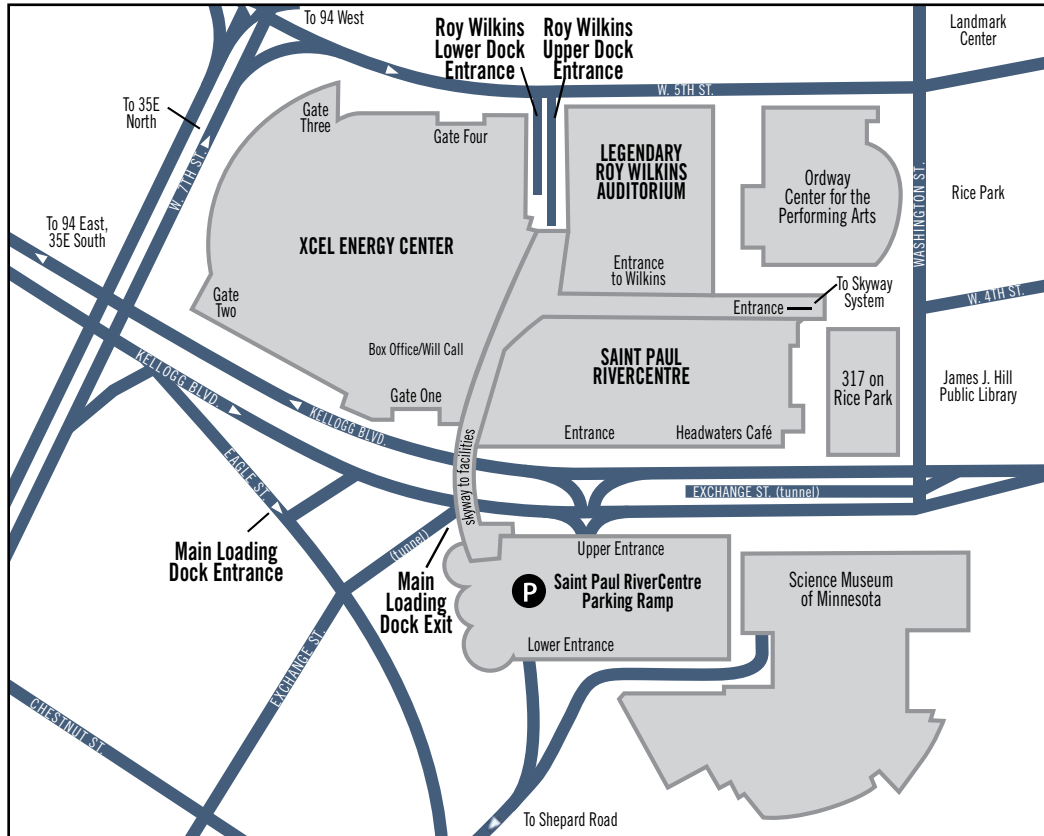 To 94 West
Roy Wilkins
Lower Dock
Entrance
Roy Wilkins
Upper Dock
Entrance
Landmark
Center
W. 5TH ST.
To 35E
North
Gate
Three
Gate Four
W. 7TH ST.
LEGENDARY
ROY WILKINS
AUDITORIUM
Ordway
Center for the
Performing Arts
Rice Park
WASHINGTON ST.
To 94 East,
35E South
XCEL ENERGY CENTER
Entrance
to Wilkins
To Skyway
System
Entrance
W. 4TH ST.
Gate
Two
Box Office/Will Call
SAINT PAUL
RIVERCENTRE
317 on
Rice Park
James J. Hill
Public Library
KELLOGG BLVD.
Gate One
KELLOGG BLVD.
Entrance
Headwaters Café
skyway to facilities
EAGLE ST.
EXCHANGE ST. (tunnel)
Main Loading
Dock Entrance
(tunnel)
Main
Loading
Dock Exit
Upper Entrance
P
Saint Paul RiverCentre
Parking Ramp
Lower Entrance
Science Museum
of Minnesota
EXCHANGE ST.
CHESTNUT ST.
To Shepard Road